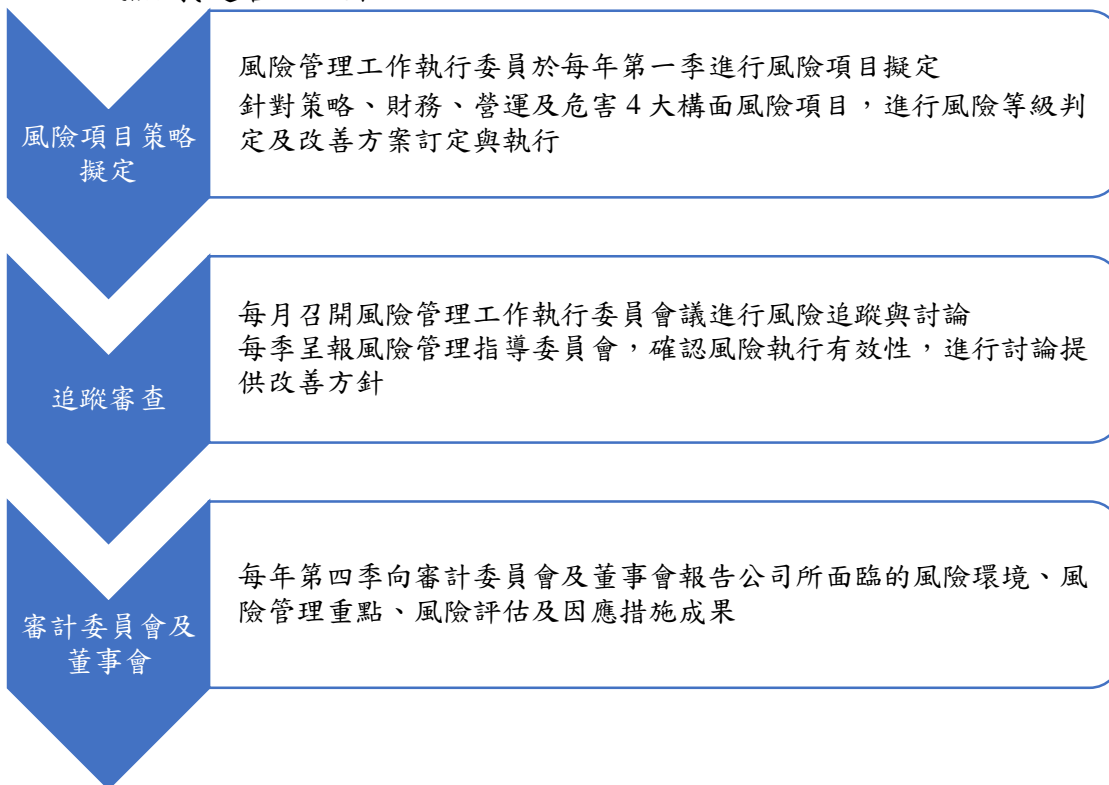 風險管理工作執行委員於每年第一季進行風險項目擬定
針對策略、財務、營運及危害4大構面風險項目，進行風險等級判
定及改善方案訂定與執行
風險項目策略
擬定
每月召開風險管理工作執行委員會議進行風險追蹤與討論
每季呈報風險管理指導委員會，確認風險執行有效性，進行討論提
供改善方針
追蹤審查
每年第四季向審計委員會及董事會報告公司所面臨的風險環境、風
險管理重點、風險評估及因應措施成果
審計委員會及
董事會